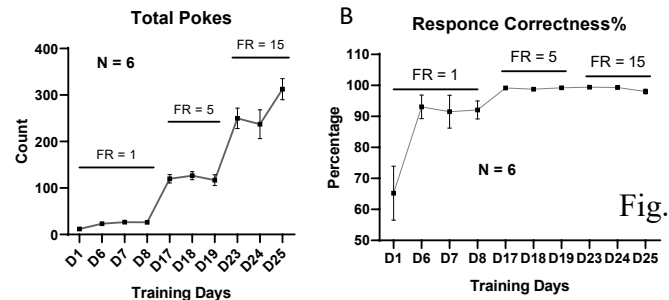 Total Pokes
N = 6
FR = 15
FR = 5
FR = 1
400
300
200
100
0
Count
D1 D6 D7 D8 D17 D18 D19 D23 D24 D25
Training Days
B
Responce Correctness%
FR = 1
FR = 5
FR = 15
N = 6
100
90
80
70
60
50
Percentage
D1 D6 D7 D8 D17 D18 D19 D23 D24 D25
Training Days
Fig.